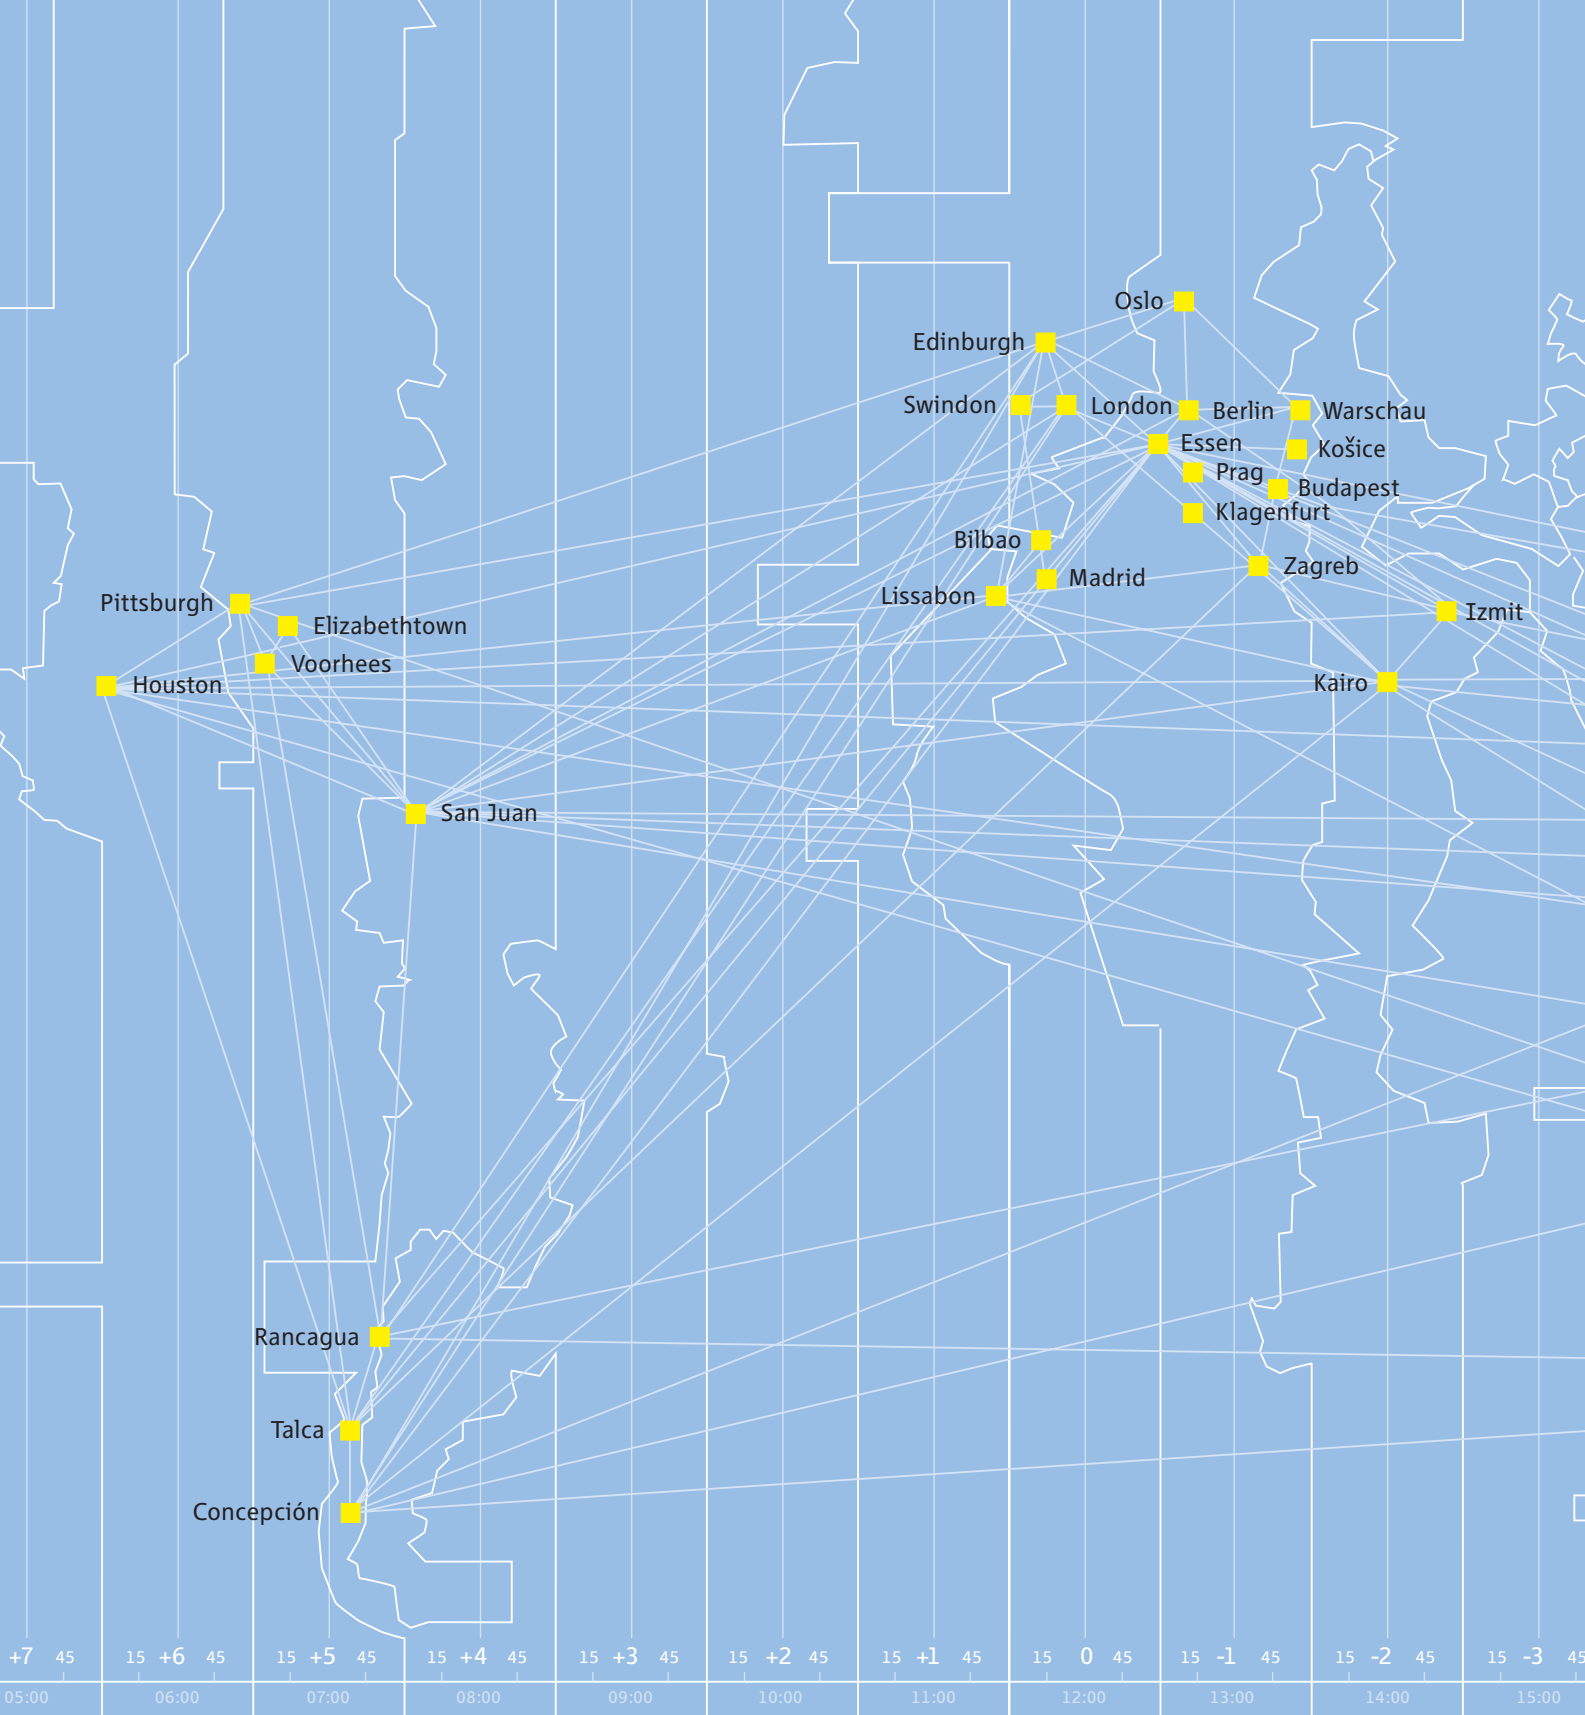 Oslo
Edinburgh
Swindon
London
Berlin
Warschau
Essen
Košice
Prag
Budapest
Klagenfurt
Bilbao
Zagreb
Madrid
Lissabon
Pittsburgh
Izmit
Elizabethtown
Voorhees
Houston
Kairo
San Juan
Rancagua
Talca
Concepción
+7 45 15 +6 45 15 +5 45 15 +4 45 15 +3 45 15 +2 45 15 +1 45 15 0 45 15 -1 45 15 -2 45 15 -3 45
05:00 06:00 07:00 08:00 09:00 10:00 11:00 12:00 13:00 14:00 15:00